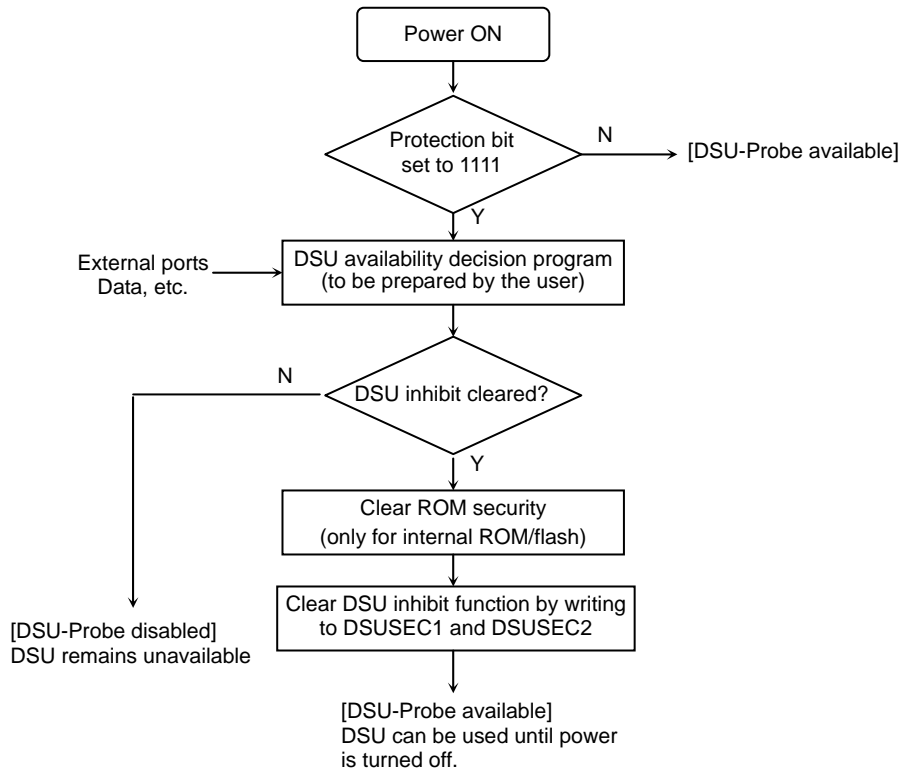 Power ON
Protection bit
set to 1111
N
[DSU-Probe available]
Y
External ports
Data, etc.
DSU availability decision program
(to be prepared by the user)
N
DSU inhibit cleared?
Y
Clear ROM security
(only for internal ROM/flash)
Clear DSU inhibit function by writing
to DSUSEC1 and DSUSEC2
[DSU-Probe disabled]
DSU remains unavailable
[DSU-Probe available]
DSU can be used until power
is turned off.